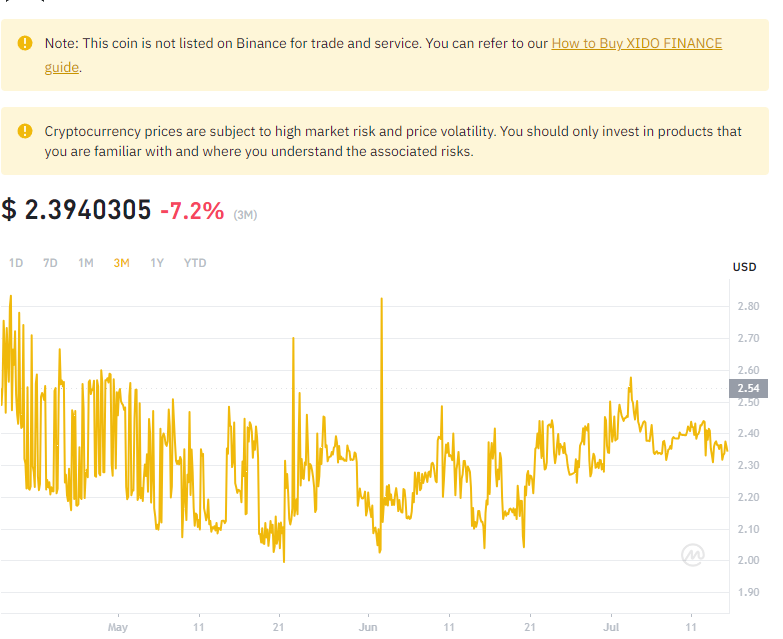 Note: This coin is not listed on Binance for trade and service. You can refer to our How to Buy XIDO FINANCE
guide.
Cryptocurrency prices are subject to high market risk and price volatility. You should only invest in products that
you are familiar with and where you understand the associated risks.
$ 2.3940305 -7.2% (3M)
1D 7D 1M 3M 1Y YTD
USD
2.80
2.70
2.60
2.54
2.50
2.40
2.30
2.20
2.10
2.00
1.90
May 11 21 Jun 11 21 Jul 11